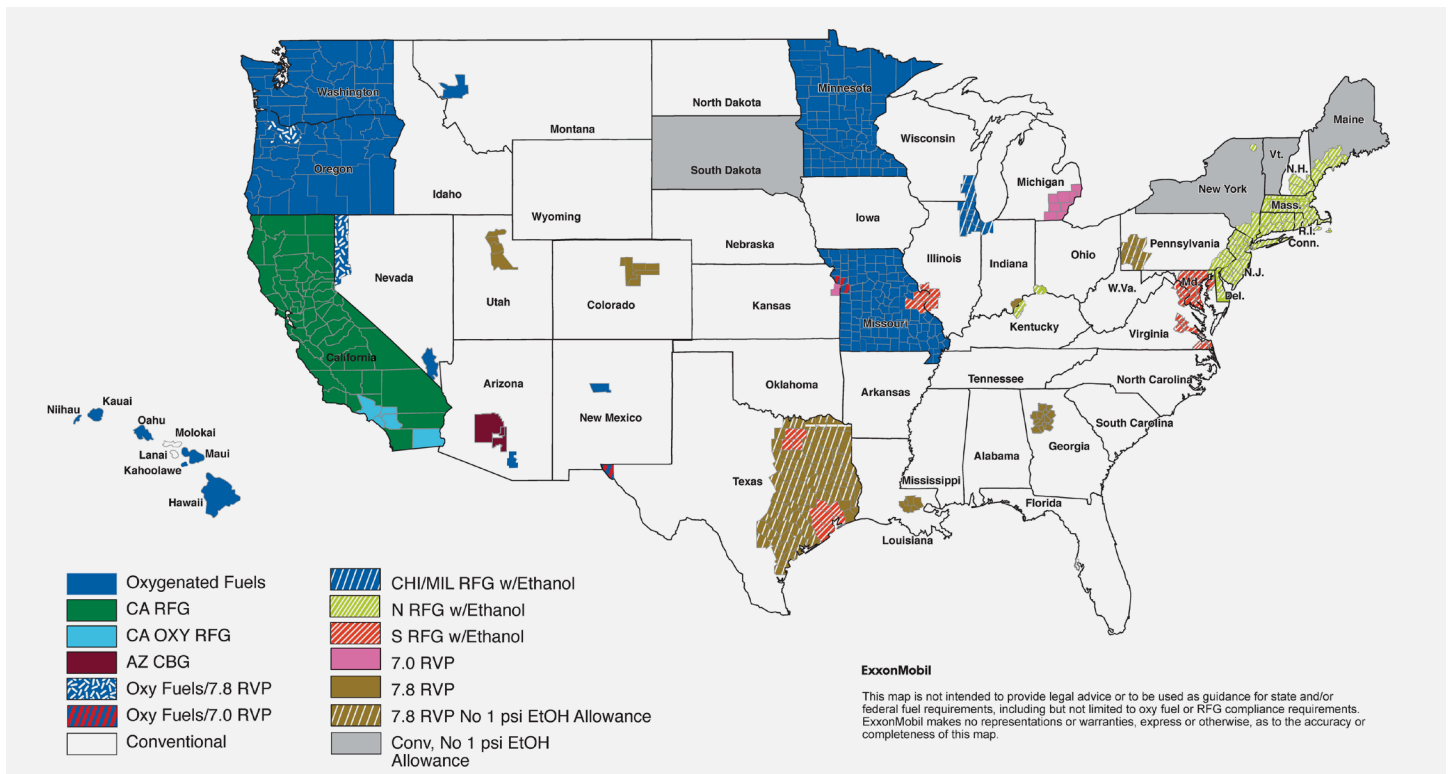 Washington
Montana
North Dakota
Minnesota
Maine
Oregon
Idaho
South Dakota
Wisconsin
Michigan
New York
Vt.
N.H.
Mass.
R.I.
Conn.
Wyoming
Iowa
Nebraska
Pennsylvania
N.J.
Nevada
Utah
Colorado
Kansas
Illinois
Indiana
Ohio
W.Va.
Md.
Del.
Missouri
Kentucky
Virginia
California
Arizona
New Mexico
Oklahoma
Arkansas
Tennessee
North Carolina
South Carolina
Texas
Mississippi
Alabama
Georgia
Louisiana
Florida
Niihau
Kauai
Oahu
Molokai
Lanai
Maui
Kahoolawe
Hawaii
Oxygenated Fuels
CA RFG
CA OXY RFG
AZ CBG
Oxy Fuels/7.8 RVP
Oxy Fuels/7.0 RVP
Conventional
CHI/MIL RFG w/Ethanol
N RFG w/Ethanol
S RFG w/Ethanol
7.0 RVP
7.8 RVP
7.8 RVP No 1 psi EtOH Allowance
Conv, No 1 psi EtOH
Allowance
ExxonMobil
This map is not intended to provide legal advice or to be used as guidance for state and/or
federal fuel requirements, including but not limited to oxy fuel or RFG compliance requirements.
ExxonMobil makes no representations or warranties, express or otherwise, as to the accuracy or
completeness of this map.